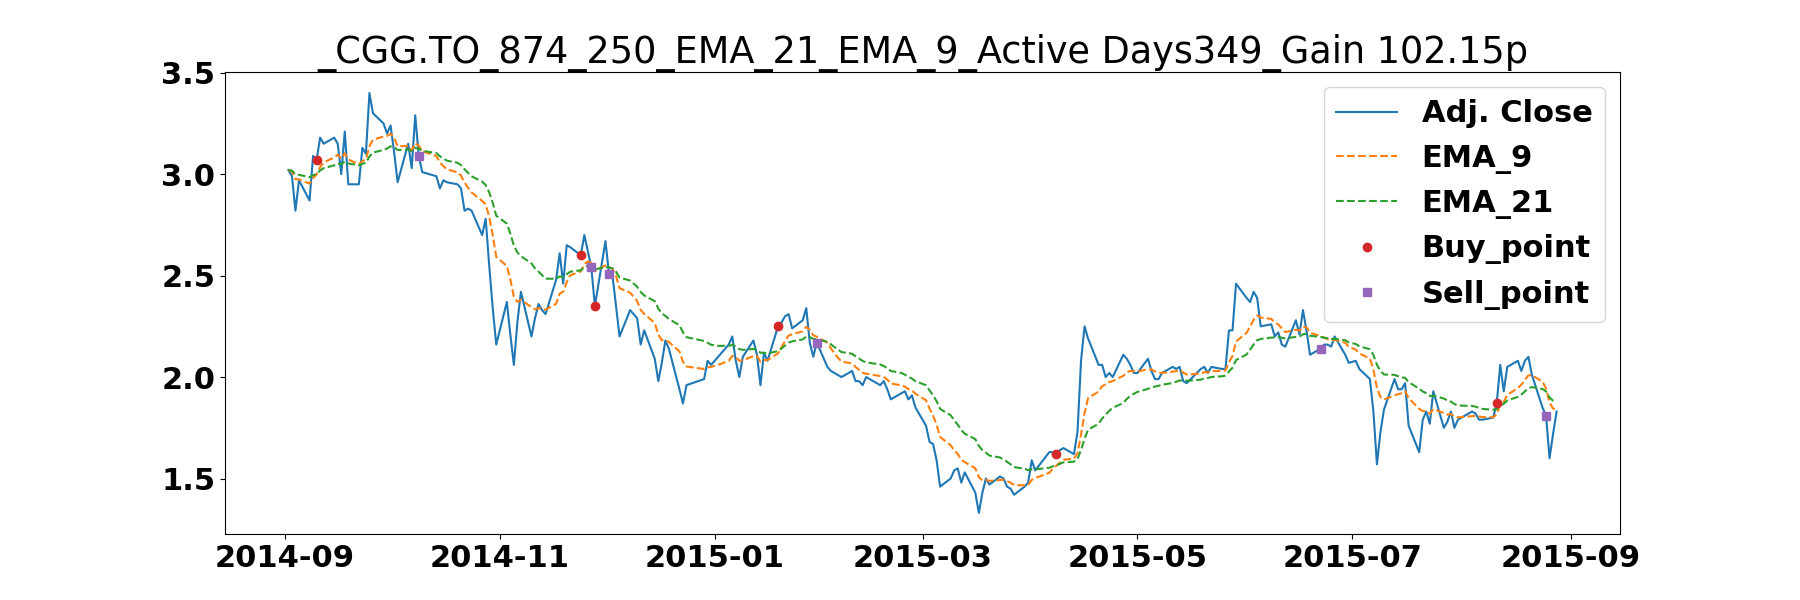 _CGG.TO_874_250_EMA_21_EMA_9_Active Days349_Gain 102.15p
3.5
3.0
2.5
2.0
1.5
Adj. Close
EMA_9
EMA_21
Buy_point
Sell_point
2014-09 2014-11 2015-01 2015-03 2015-05 2015-07 2015-09